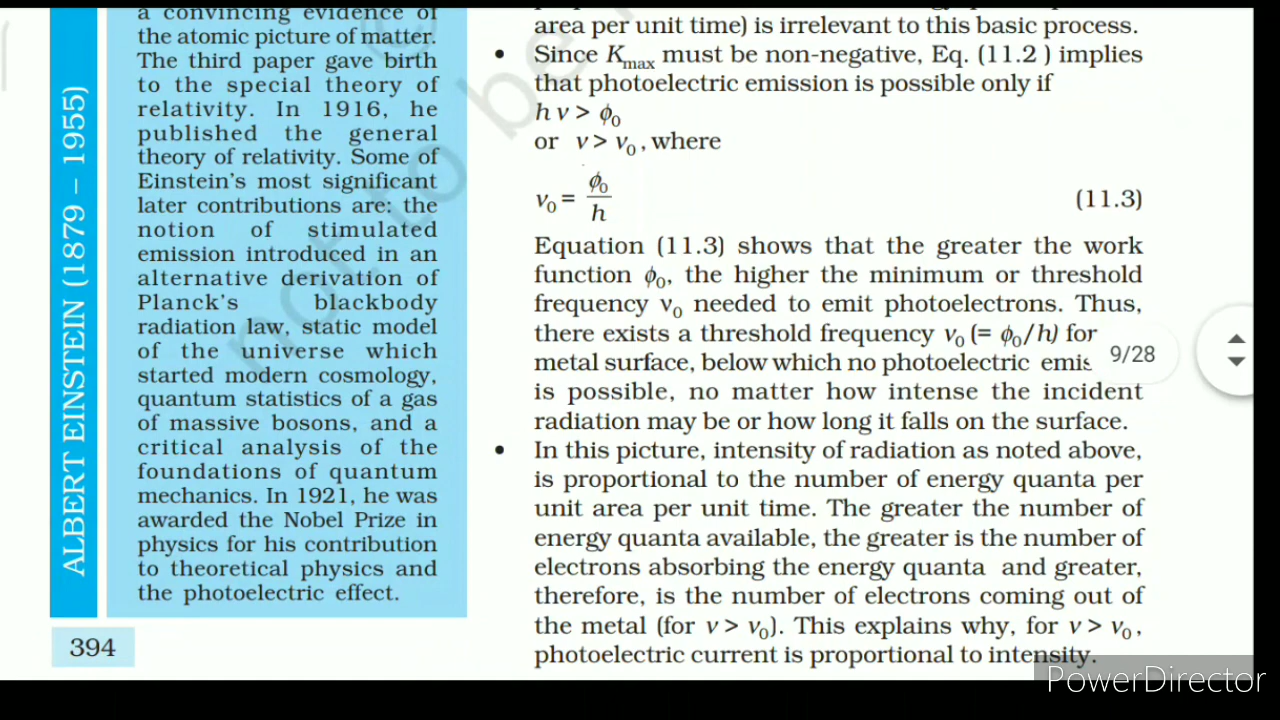 a convincing evidence of
the atomic picture of matter.
The third paper gave birth
to the special theory of
relativity. In 1916, he
published the general
theory of relativity. Some of
Einstein's most significant
later contributions are: the
notion of stimulated
emission introduced in an
alternative derivation of
Planck's blackbody
radiation law, static model
of the universe which
started modern cosmology,
quantum statistics of a gas
of massive bosons, and a
critical analysis of the
foundations of quantum
mechanics. In 1921, he was
awarded the Nobel Prize in
physics for his contribution
to theoretical physics and
the photoelectric effect.
ALBERT EINSTEIN (1879 – 1955)
394
area per unit time) is irrelevant to this basic process.
• Since Kmax must be non-negative, Eq. (11.2 ) implies
that photoelectric emission is possible only if
h ν > ϕ0
or ν > ν0 , where
ν0 = ϕ0/h (11.3)
Equation (11.3) shows that the greater the work
function ϕ0, the higher the minimum or threshold
frequency ν0 needed to emit photoelectrons. Thus,
there exists a threshold frequency ν0 (= ϕ0/h) for
metal surface, below which no photoelectric emis
is possible, no matter how intense the incident
radiation may be or how long it falls on the surface.
• In this picture, intensity of radiation as noted above,
is proportional to the number of energy quanta per
unit area per unit time. The greater the number of
energy quanta available, the greater is the number of
electrons absorbing the energy quanta and greater,
therefore, is the number of electrons coming out of
the metal (for ν > ν0). This explains why, for ν > ν0 ,
photoelectric current is proportional to intensity.
9/28
not to be
PowerDirector